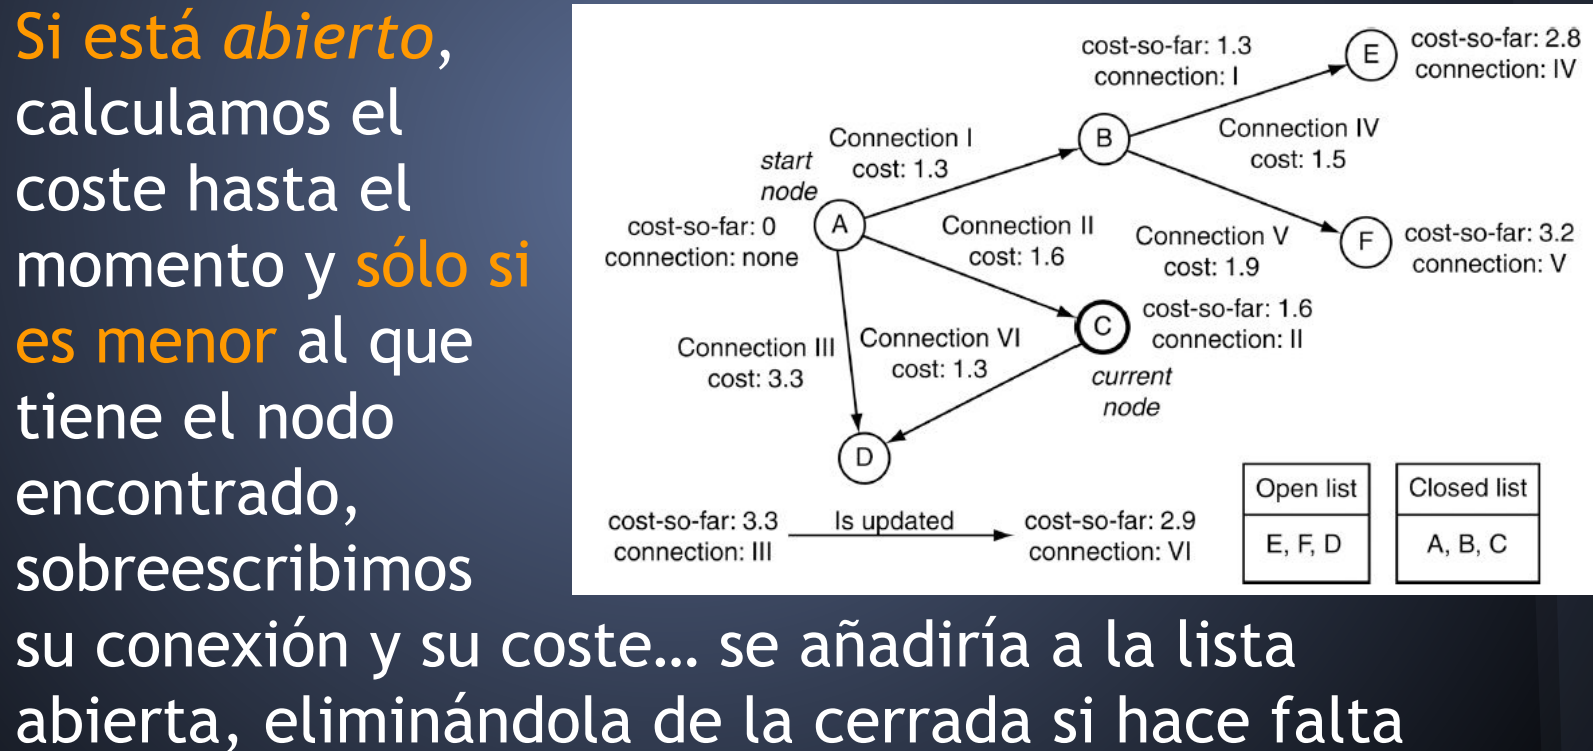 Si está abierto,
calculamos el
coste hasta el
momento y sólo si
es menor al que
tiene el nodo
encontrado,
sobreescribimos
su conexión y su coste... se añadiría a la lista
abierta, eliminándola de la cerrada si hace falta
cost-so-far: 1.3
connection: I
E
cost-so-far: 2.8
connection: IV
Connection I
cost: 1.3
B
Connection IV
cost: 1.5
start
node
cost-so-far: 0
connection: none
A
Connection II
cost: 1.6
Connection V
cost: 1.9
F
cost-so-far: 3.2
connection: V
Connection III
cost: 3.3
Connection VI
cost: 1.3
C
cost-so-far: 1.6
connection: II
current
node
D
cost-so-far: 3.3
connection: III
Is updated
cost-so-far: 2.9
connection: VI
Open list
E, F, D
Closed list
A, B, C